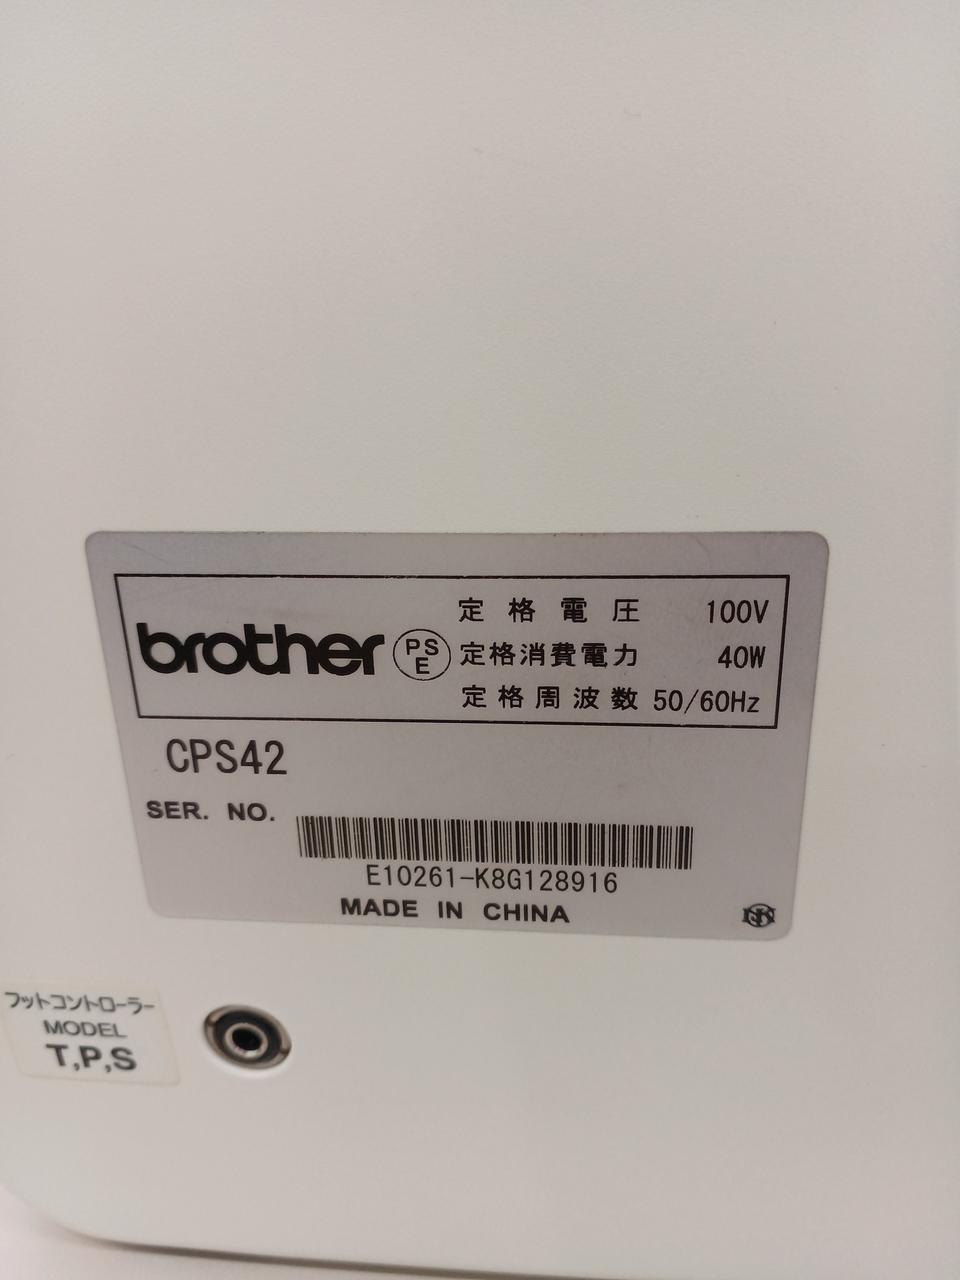 brother
PS
E
定格電圧 100V
定格消費電力 40W
定格周波数 50/60Hz
CPS42
SER. NO.
E10261-K8G128916
MADE IN CHINA
フットコントローラー
MODEL
T,P,S